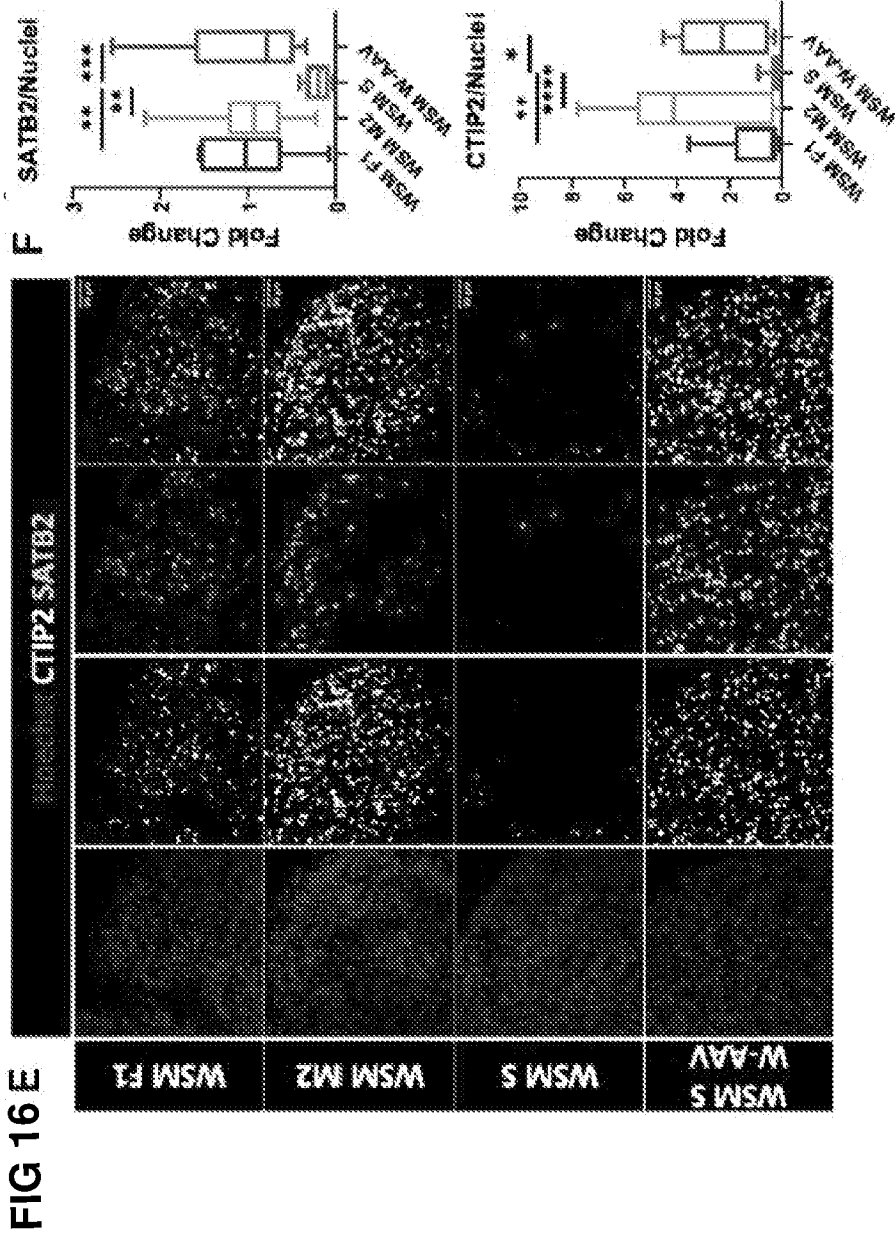 FIG 16 E
CTIP2 SATB2
WSM F1
WSM M2
WSM S
WSM S
W-AAV
F
SATB2/Nuclei
***
**
**
Fold Change
3
2
1
0
WSM F1
WSM M2
WSM S
WSM W-AAV
CTIP2/Nuclei
*
**
****
Fold Change
10
8
6
4
2
0
WSM F1
WSM M2
WSM S
WSM W-AAV